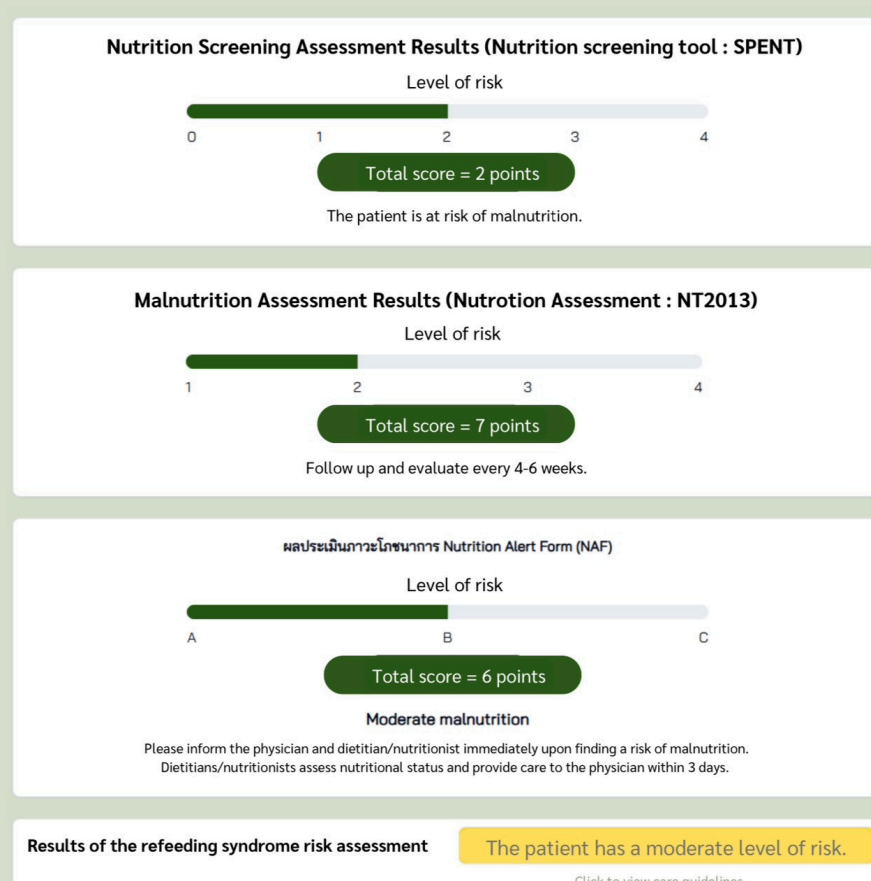 Nutrition Screening Assessment Results (Nutrition screening tool : SPENT)
Level of risk
0 1 2 3 4
Total score = 2 points
The patient is at risk of malnutrition.
Malnutrition Assessment Results (Nutrotion Assessment : NT2013)
Level of risk
1 2 3 4
Total score = 7 points
Follow up and evaluate every 4-6 weeks.
ผลประเมินภาวะโภชนาการ Nutrition Alert Form (NAF)
Level of risk
A B C
Total score = 6 points
Moderate malnutrition
Please inform the physician and dietitian/nutritionist immediately upon finding a risk of malnutrition.
Dietitians/nutritionists assess nutritional status and provide care to the physician within 3 days.
Results of the refeeding syndrome risk assessment The patient has a moderate level of risk.
Click to view care guidelines